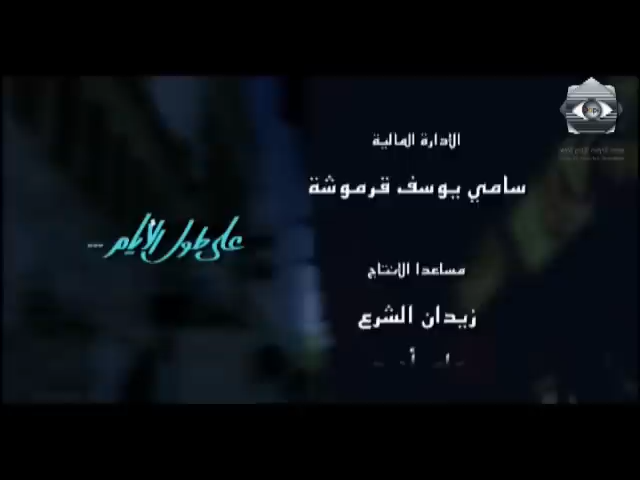 الادارة المالية
سامي يوسف قرموشة
على طول الأيام ...
مساعدا الانتاج
زيدان الشرع